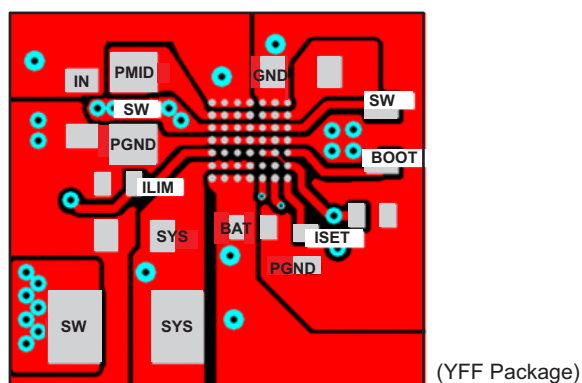 PMID
GND
IN
SW
SW
PGND
BOOT
ILIM
SYS
BAT
ISET
PGND
SW
SYS
(YFF Package)